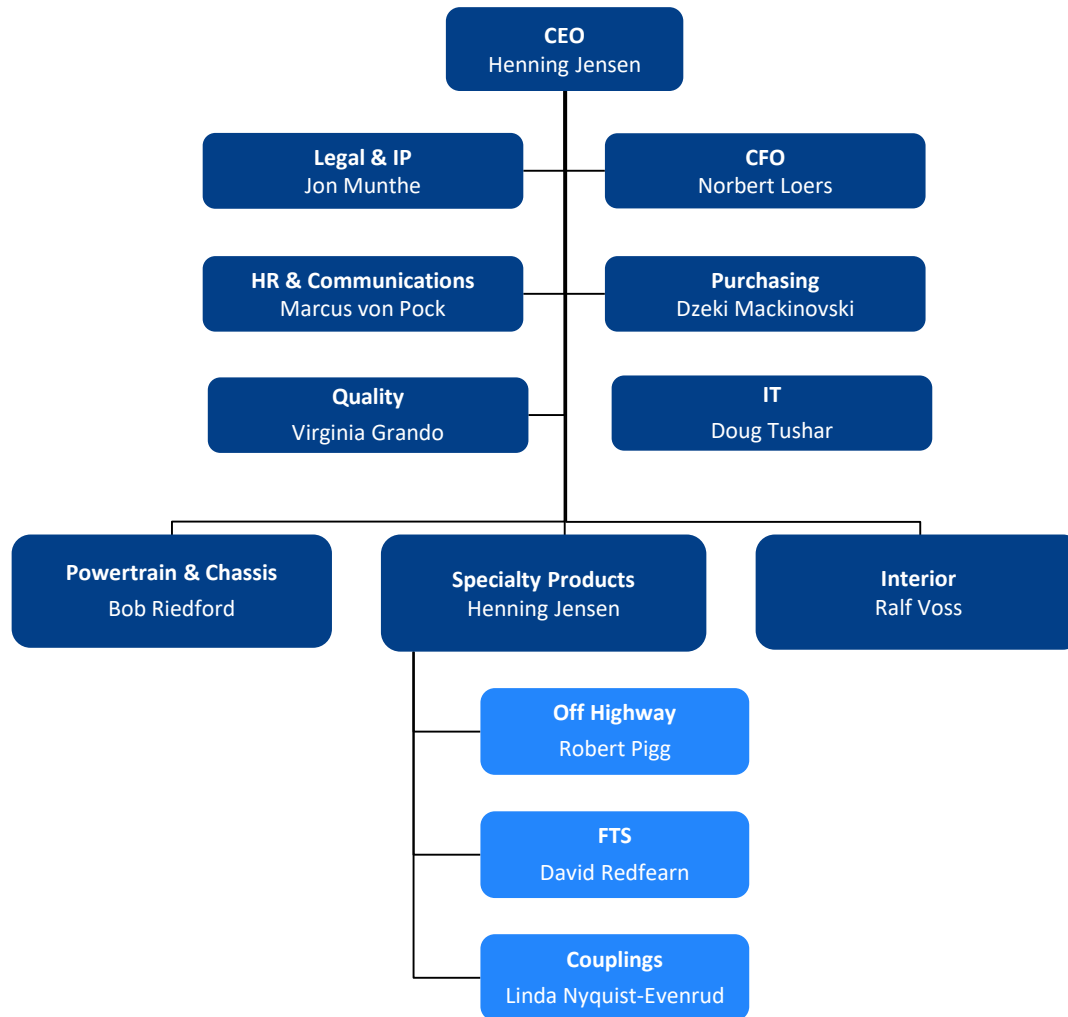 CEO
Henning Jensen
Legal & IP
Jon Munthe
CFO
Norbert Loers
HR & Communications
Marcus von Pock
Purchasing
Dzeki Mackinovski
Quality
Virginia Grando
IT
Doug Tushar
Powertrain & Chassis
Bob Riedford
Specialty Products
Henning Jensen
Interior
Ralf Voss
Off Highway
Robert Pigg
FTS
David Redfearn
Couplings
Linda Nyquist-Evenrud